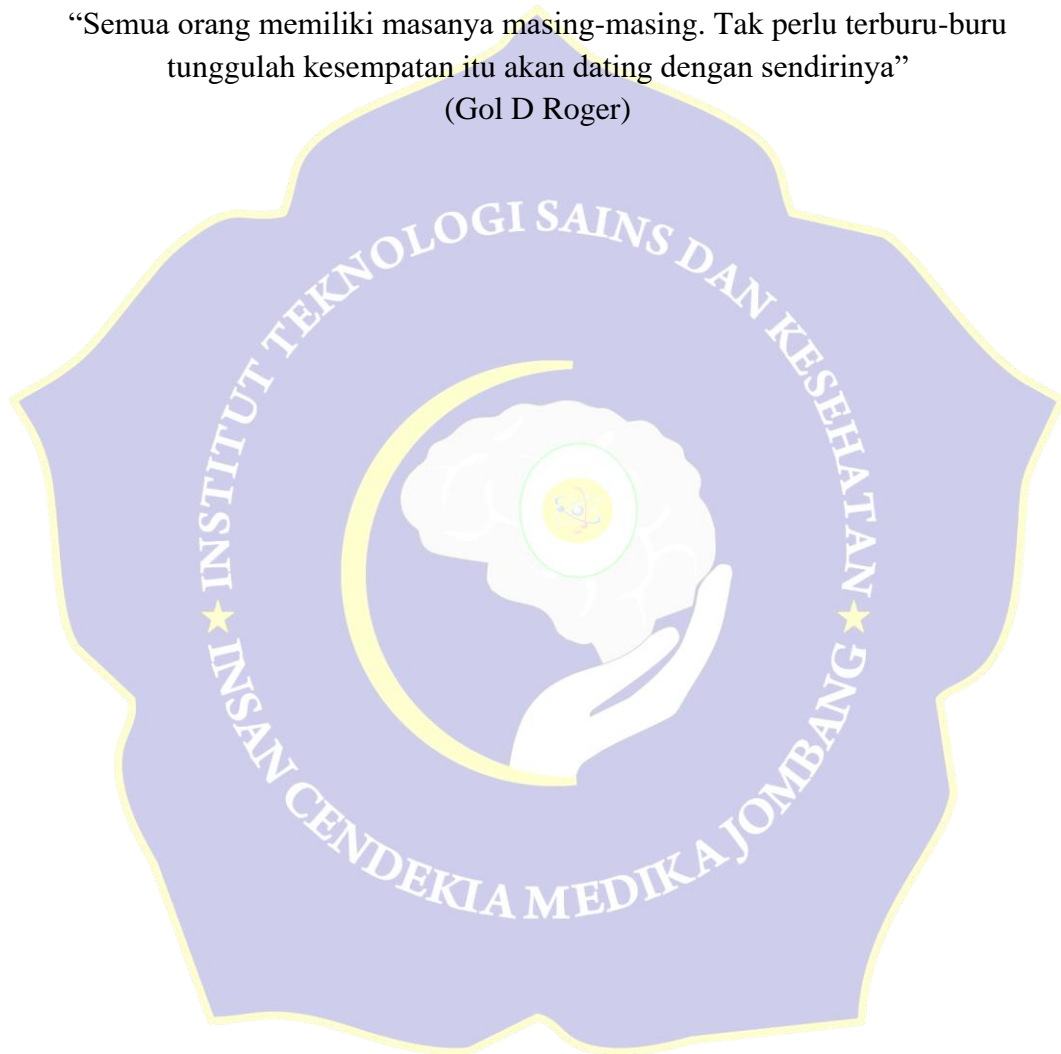 “Semua orang memiliki masanya masing-masing. Tak perlu terburu-buru
tunggulah kesempatan itu akan dating dengan sendirinya”
(Gol D Roger)
INSTITUT TEKNOLOGI SAINS DAN KESEHATAN
INSAN CENDEKIA MEDIKA JOMBANG